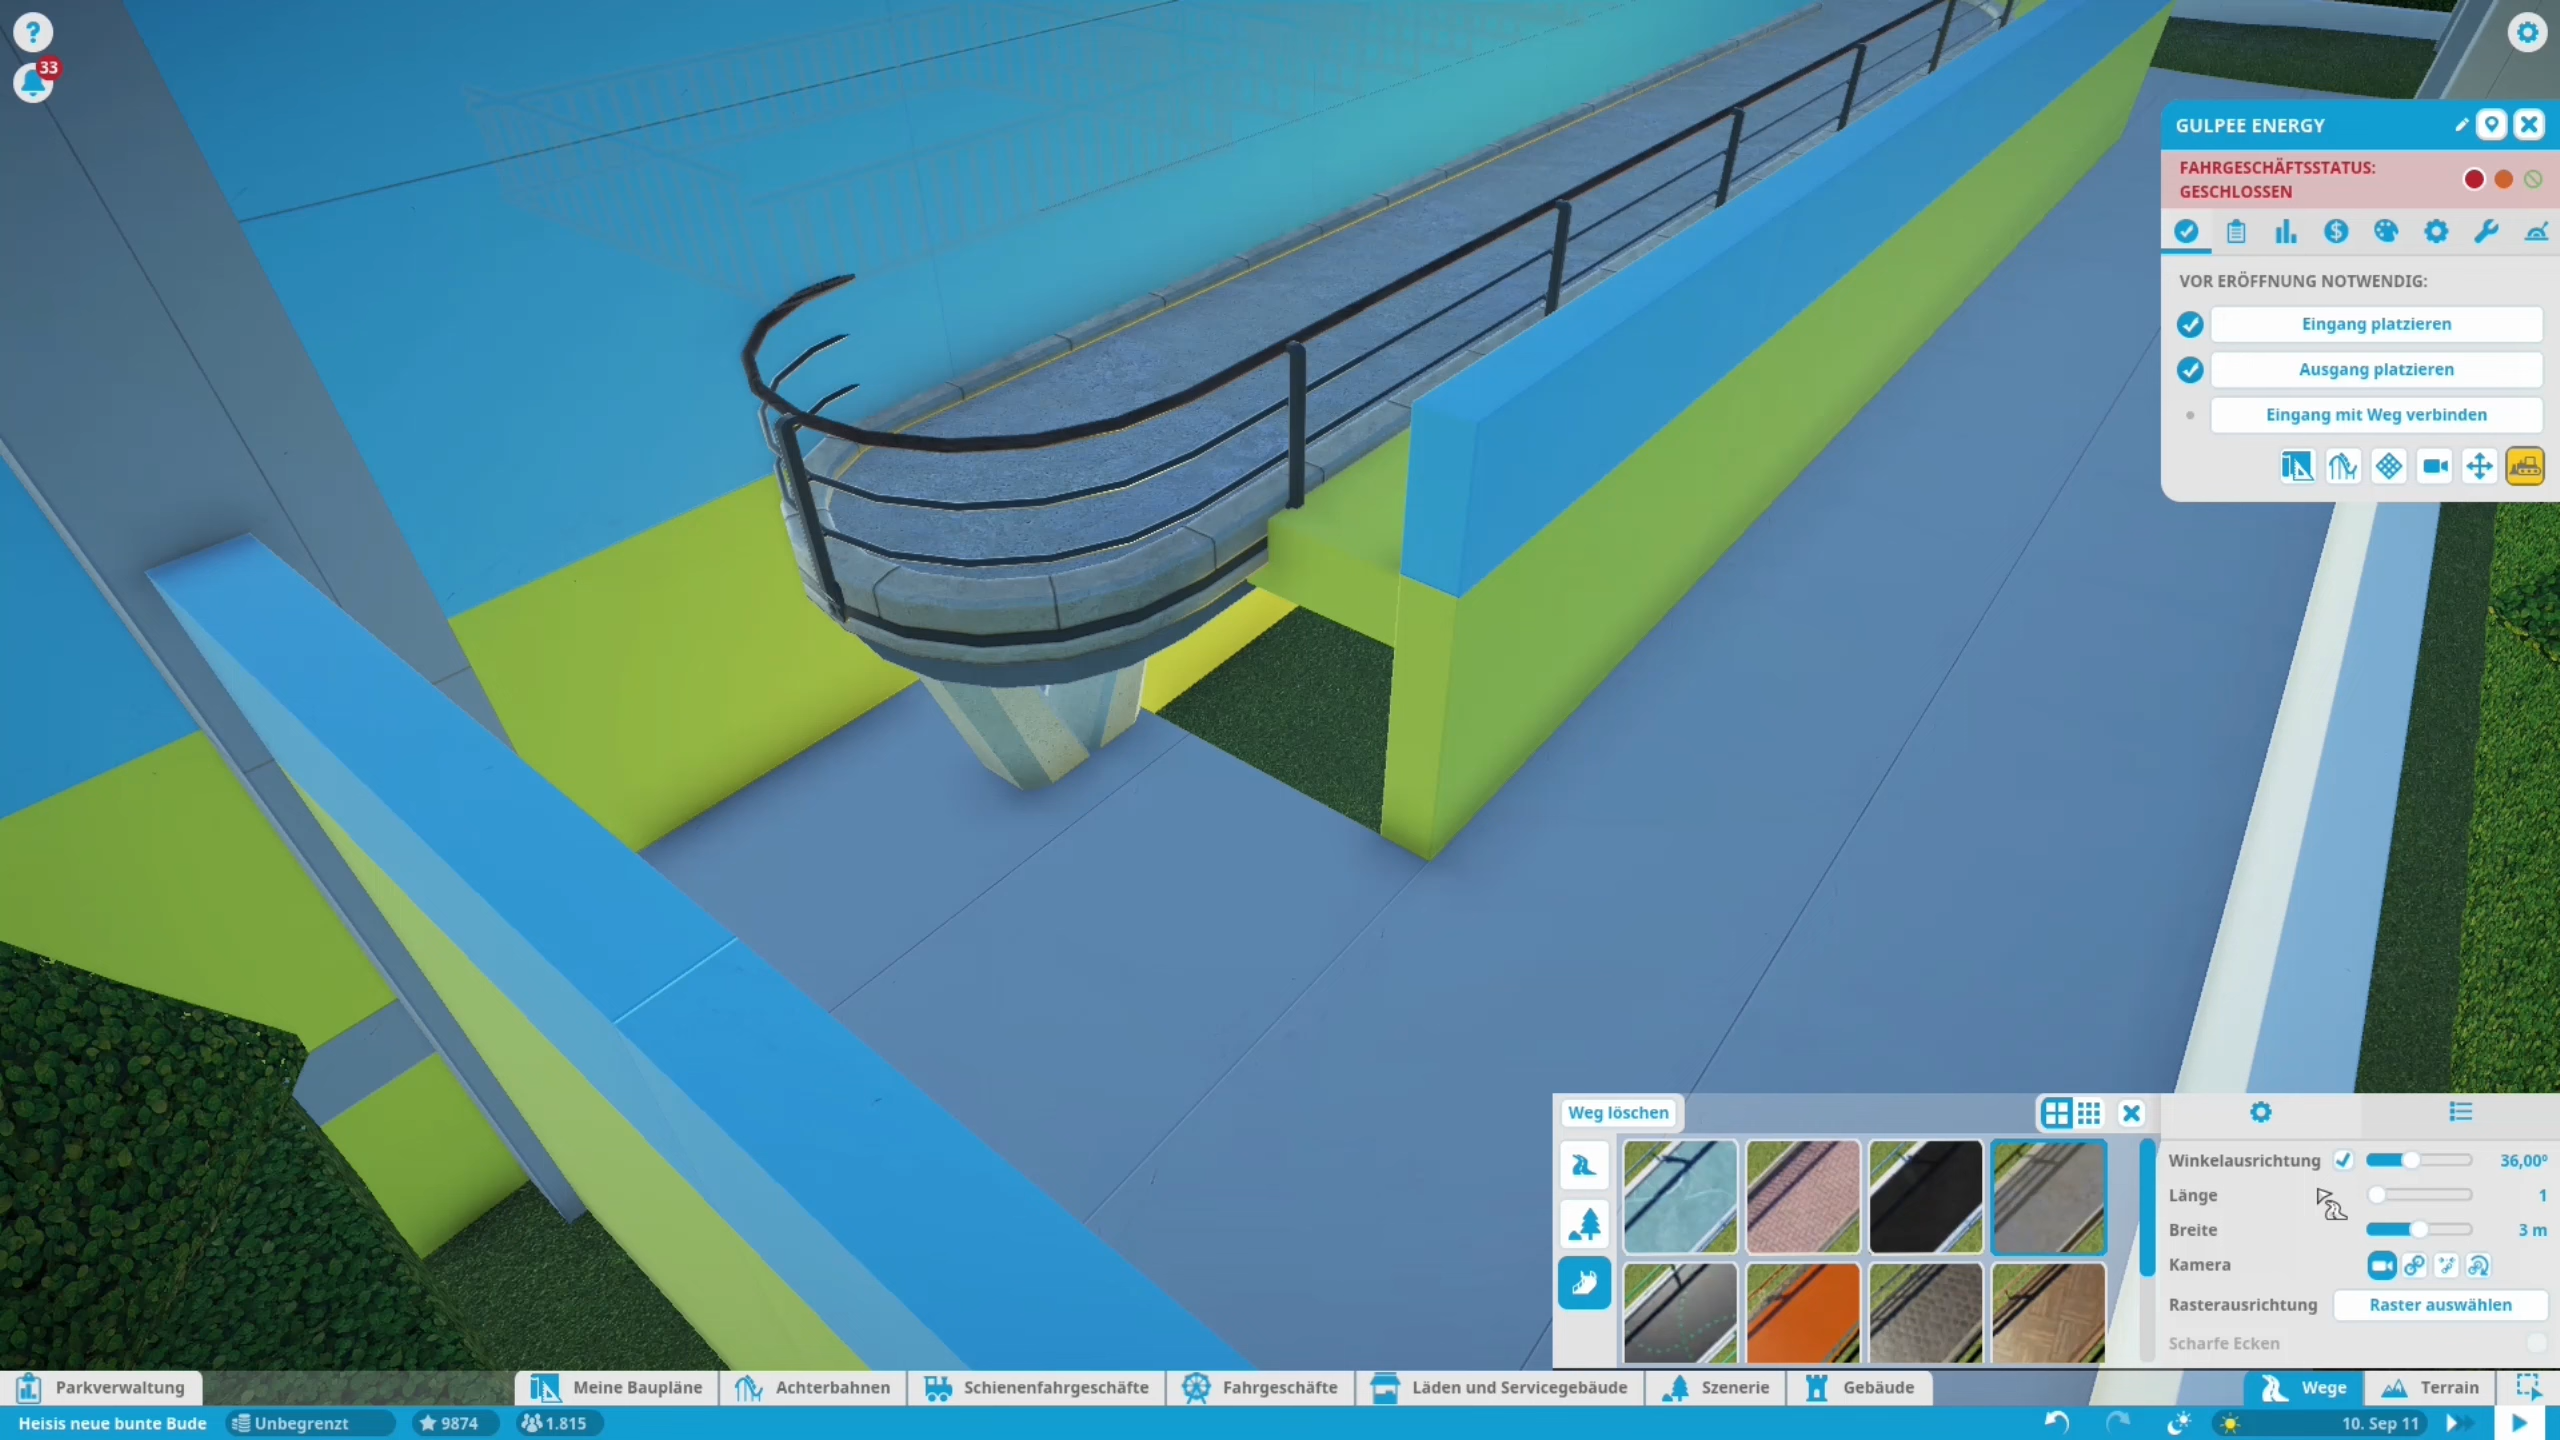 ?
33
GULPEE ENERGY
FAHRGESCHÄFTSSTATUS:
GESCHLOSSEN
VOR ERÖFFNUNG NOTWENDIG:
Eingang platzieren
Ausgang platzieren
Eingang mit Weg verbinden
Weg löschen
Winkelausrichtung 36,00°
Länge 1
Breite 3 m
Kamera
Rasterausrichtung Raster auswählen
Scharfe Ecken
Parkverwaltung Meine Baupläne Achterbahnen Schienenfahrgeschäfte Fahrgeschäfte Läden und Servicegebäude Szenerie Gebäude Wege Terrain
Heisis neue bunte Bude Unbegrenzt 9874 1.815 10. Sep 11